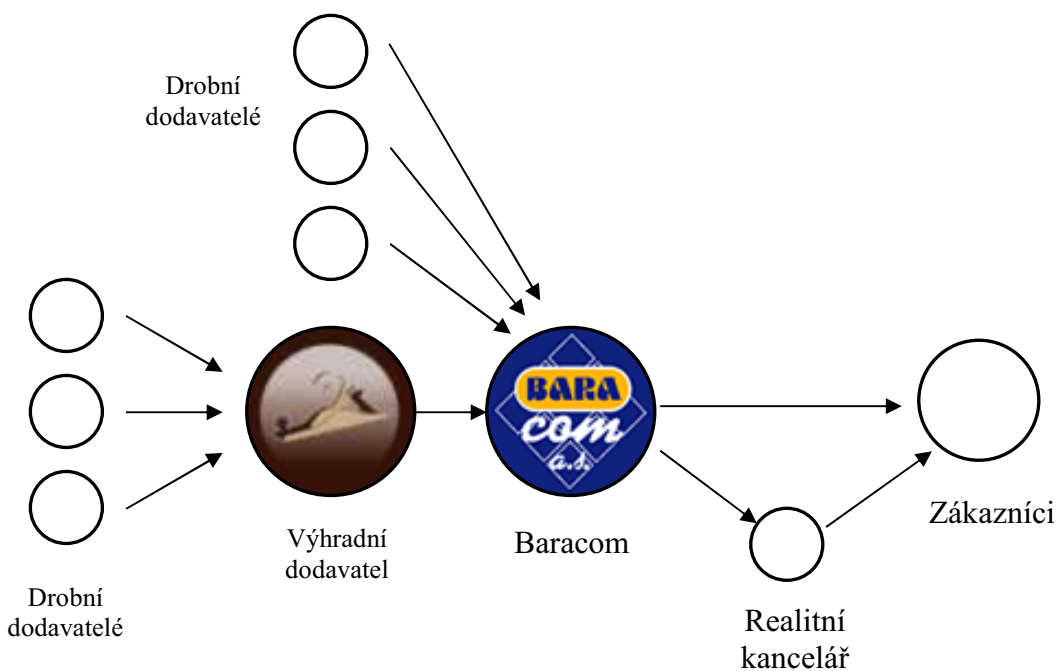 Drobní
dodavatelé
BARA
com
a.s.
Výhradní
dodavatel
Baracom
Zákazníci
Drobní
dodavatelé
Realitní
kancelář